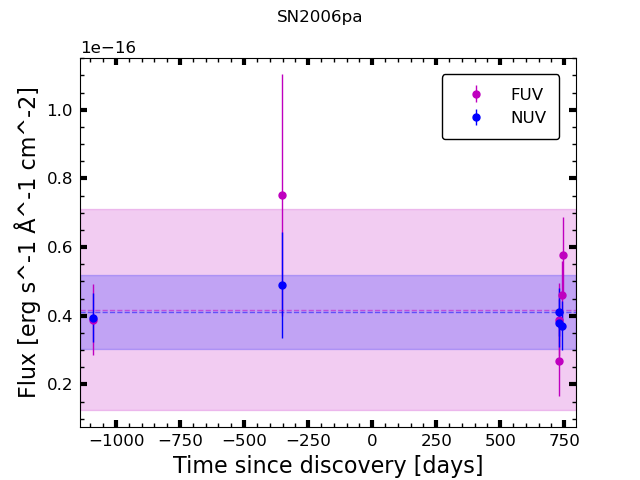 SN2006pa
1e−16
FUV
NUV
1.0
0.8
0.6
0.4
0.2
Flux [erg s^-1 Å^-1 cm^-2]
−1000 −750 −500 −250 0 250 500 750
Time since discovery [days]